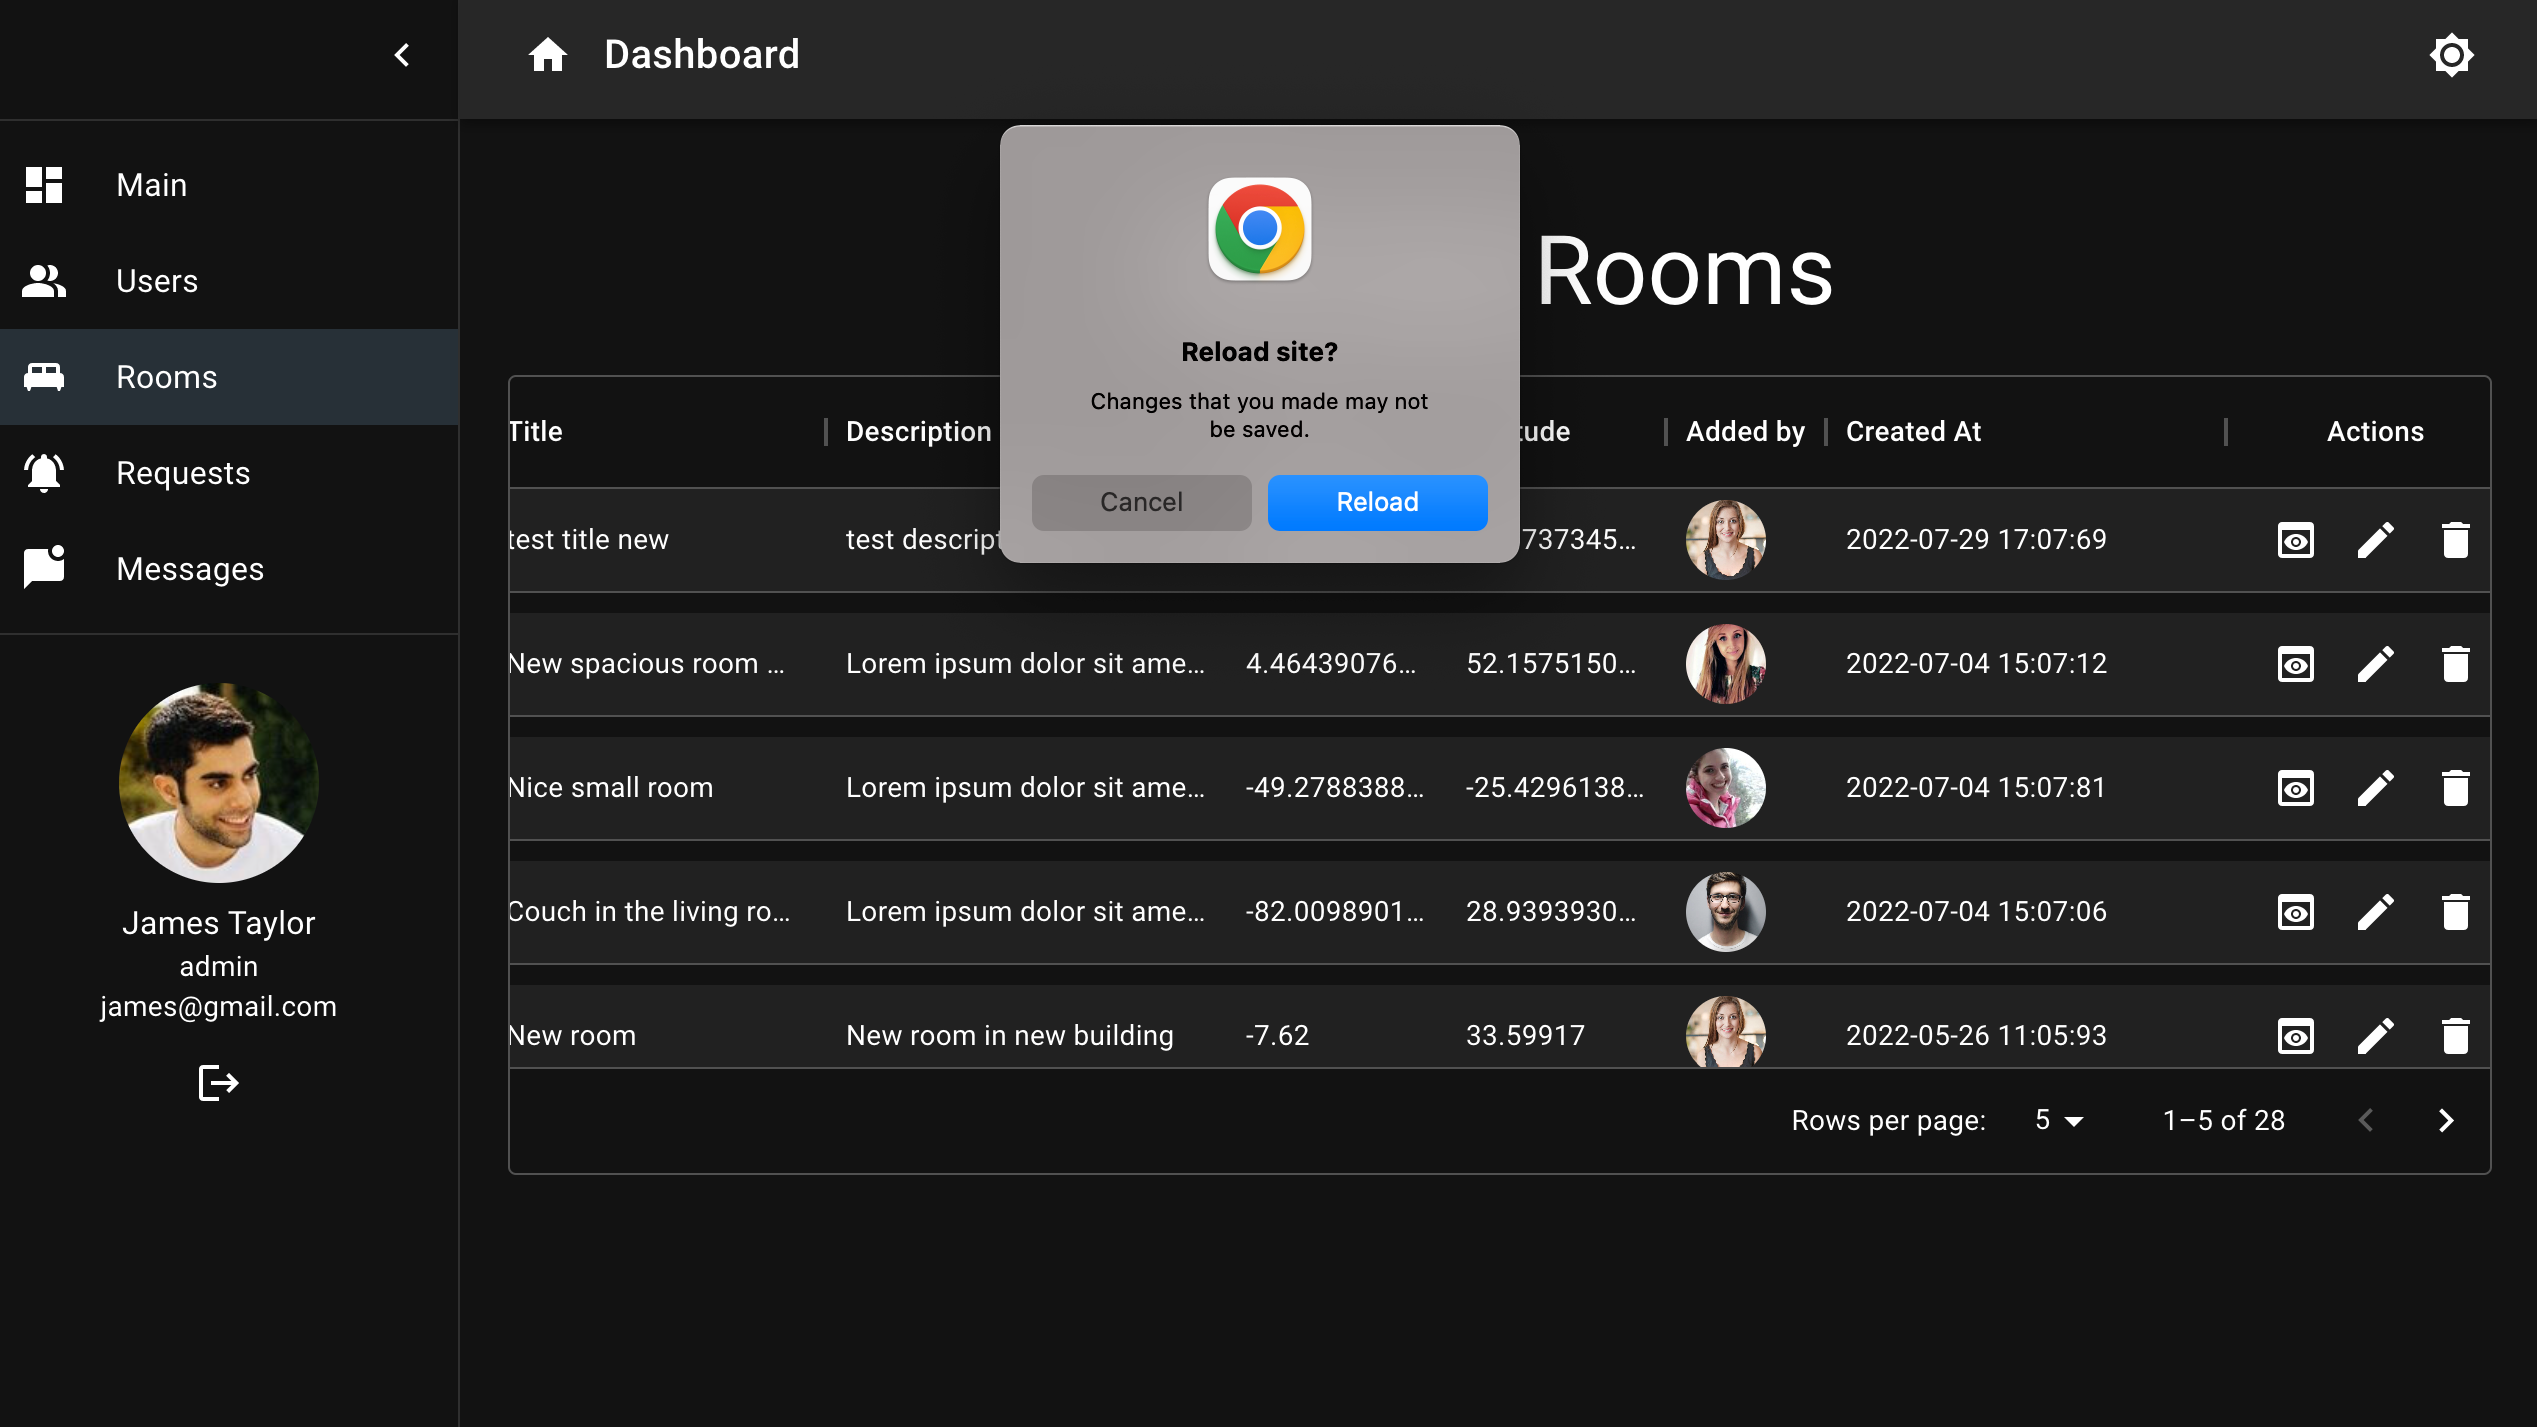 Dashboard
Main
Users
Rooms
Requests
Messages
James Taylor
admin
james@gmail.com
Reload site?
Changes that you made may not
be saved.
Cancel
Reload
Rooms
Title Description tude Added by Created At Actions
test title new test descript 737345... 2022-07-29 17:07:69
New spacious room ... Lorem ipsum dolor sit ame... 4.46439076... 52.1575150... 2022-07-04 15:07:12
Nice small room Lorem ipsum dolor sit ame... -49.2788388... -25.4296138... 2022-07-04 15:07:81
Couch in the living ro... Lorem ipsum dolor sit ame... -82.0098901... 28.9393930... 2022-07-04 15:07:06
New room New room in new building -7.62 33.59917 2022-05-26 11:05:93
Rows per page: 5 1–5 of 28